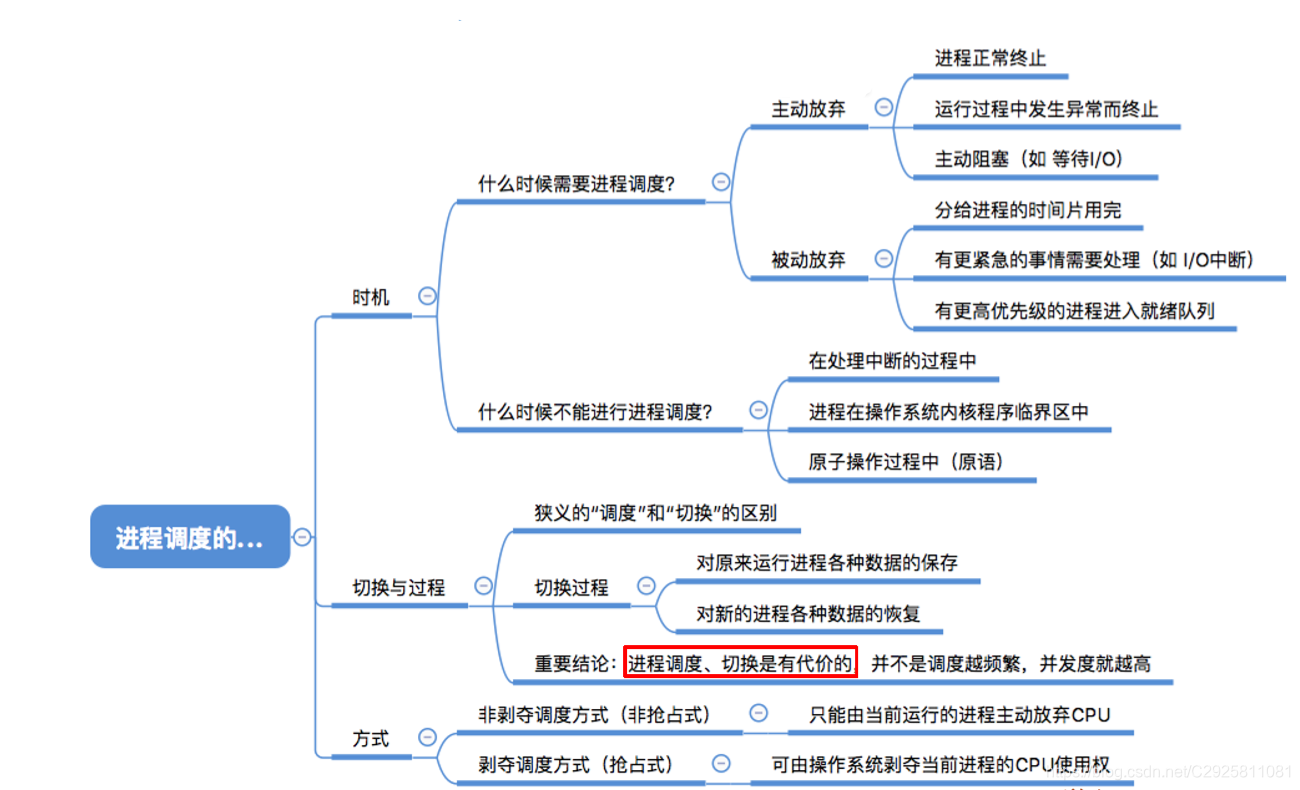 进程正常终止
主动放弃
运行过程中发生异常而终止
主动阻塞（如 等待I/O）
什么时候需要进程调度？
分给进程的时间片用完
被动放弃
有更紧急的事情需要处理（如 I/O中断）
时机
有更高优先级的进程进入就绪队列
在处理中断的过程中
什么时候不能进行进程调度？
进程在操作系统内核程序临界区中
原子操作过程中（原语）
狭义的“调度”和“切换”的区别
进程调度的...
对原来运行进程各种数据的保存
切换与过程
切换过程
对新的进程各种数据的恢复
重要结论：进程调度、切换是有代价的，并不是调度越频繁，并发度就越高
非剥夺调度方式（非抢占式）
只能由当前运行的进程主动放弃CPU
方式
剥夺调度方式（抢占式）
可由操作系统剥夺当前进程的CPU使用权
https://blog.csdn.net/C2925811081